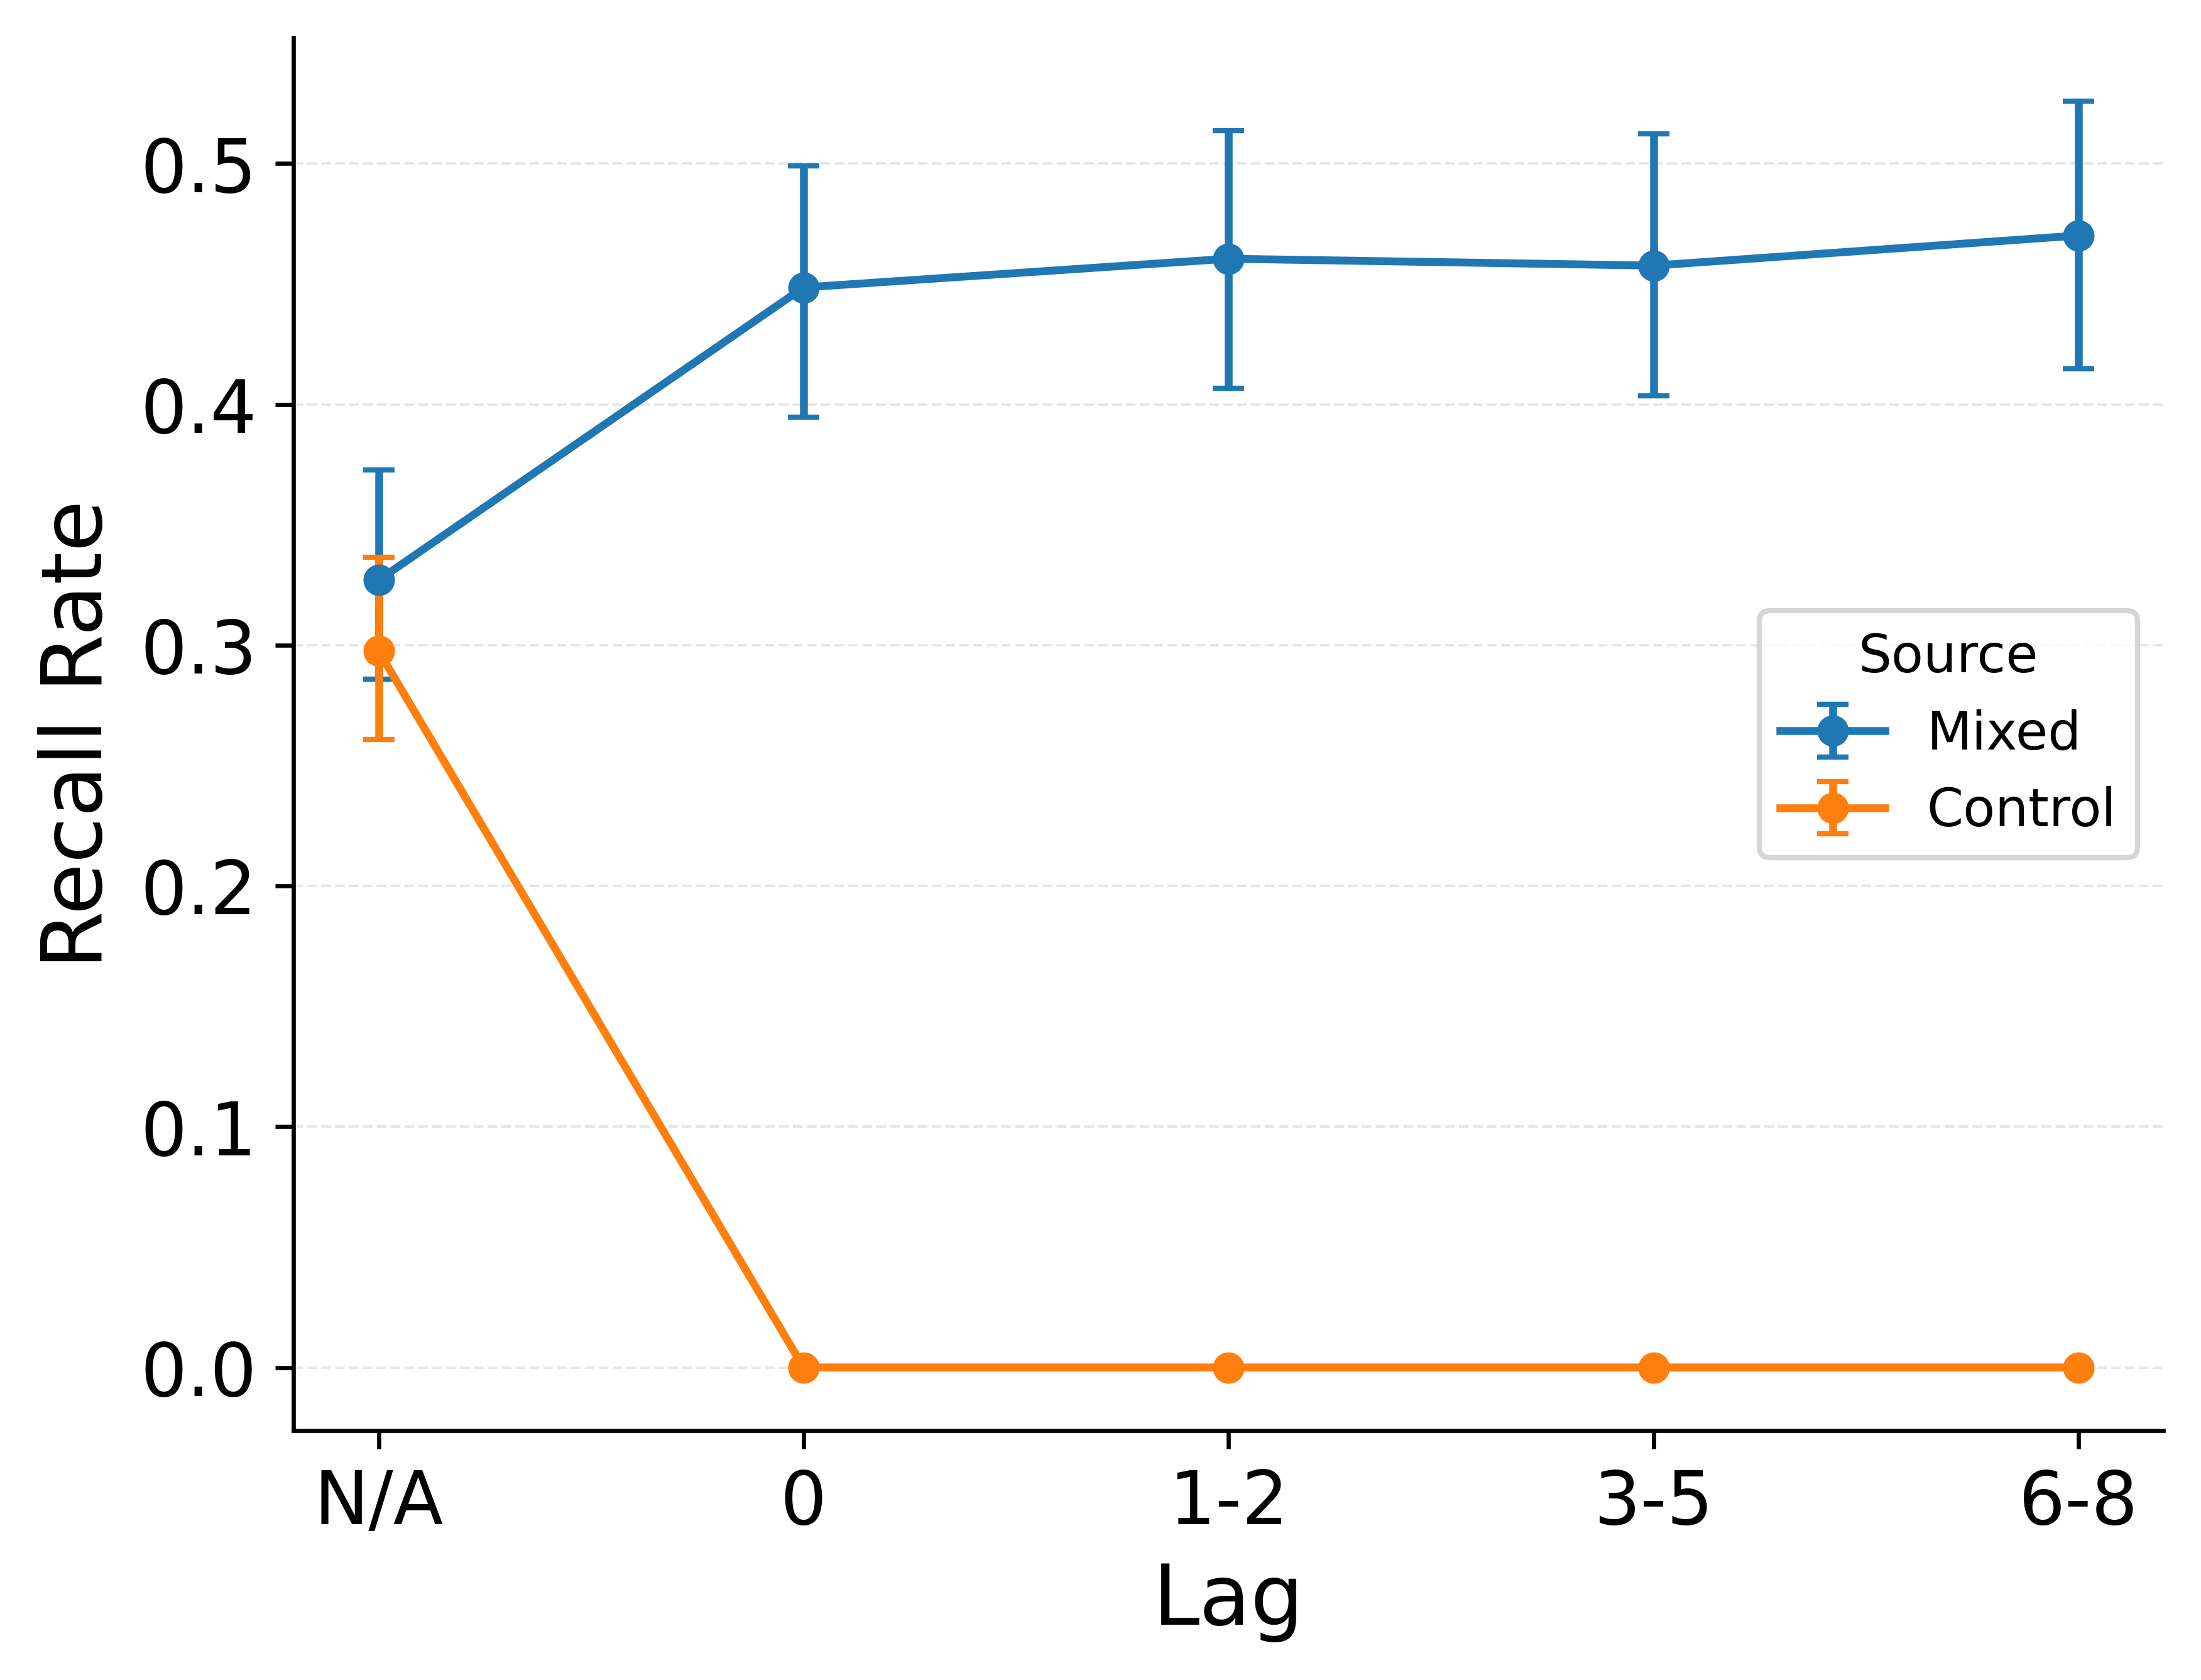 Recall Rate
0.5
0.4
0.3
0.2
0.1
0.0
Source
Mixed
Control
N/A 0 1-2 3-5 6-8
Lag